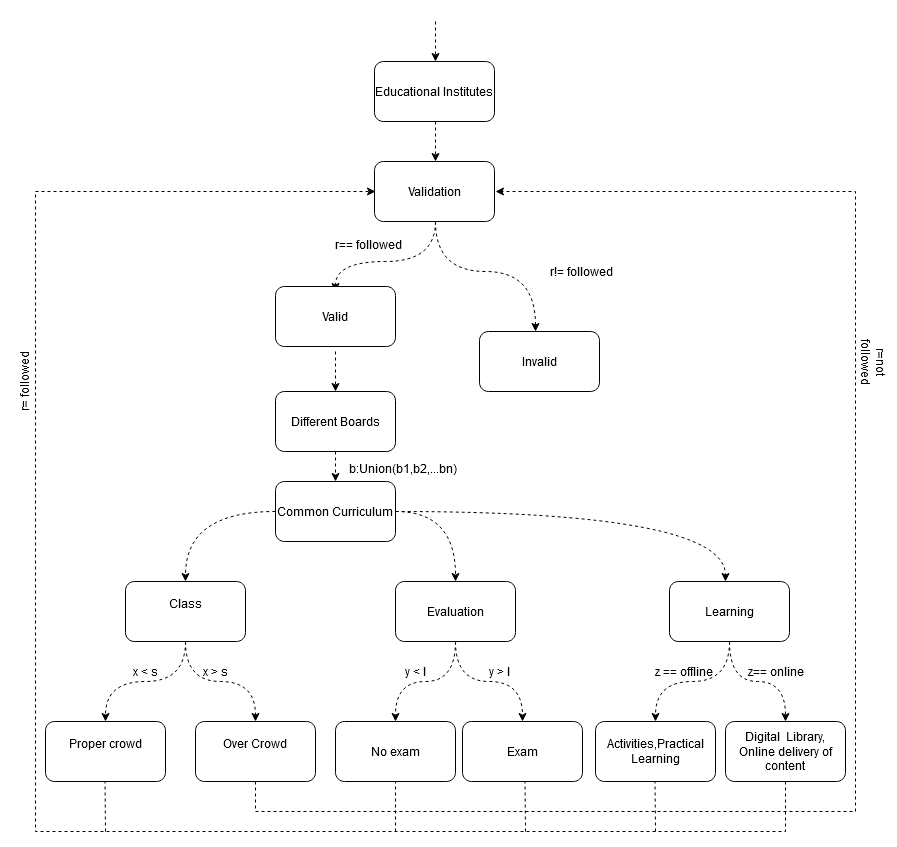 Educational Institutes
Validation
r== followed
r!= followed
Valid
Invalid
r= followed
r=not
followed
Different Boards
b:Union(b1,b2,...bn)
Common Curriculum
Class
Evaluation
Learning
x < s
x > s
y < l
y > l
z == offline
z== online
Proper crowd
Over Crowd
No exam
Exam
Activities,Practical
Learning
Digital Library,
Online delivery of
content